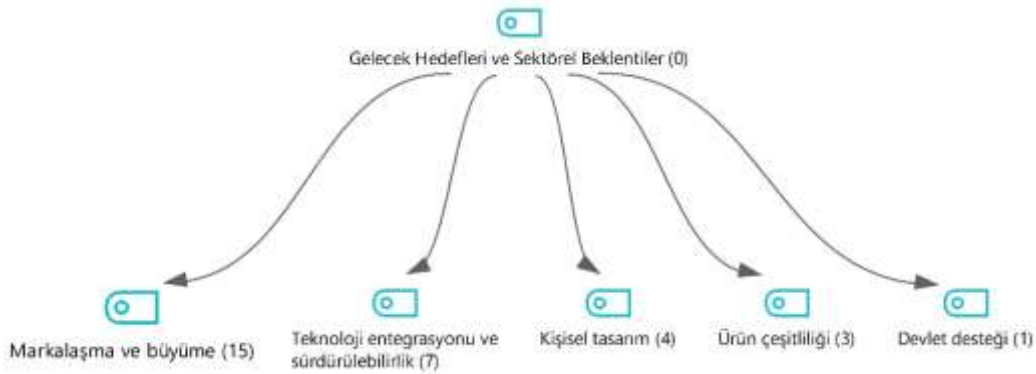 Gelecek Hedefleri ve Sektörel Beklentiler (0)
Markalaşma ve büyüme (15)
Teknoloji entegrasyonu ve
sürdürülebilirlik (7)
Kişisel tasarım (4)
Ürün çeşitliliği (3)
Devlet desteği (1)